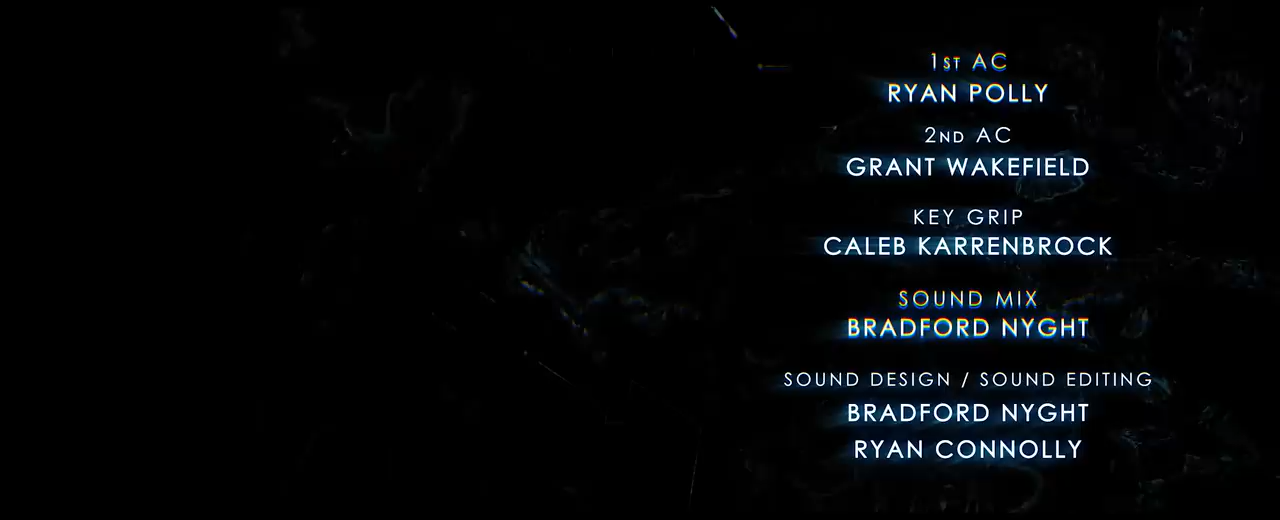 1ST AC
RYAN POLLY
2ND AC
GRANT WAKEFIELD
KEY GRIP
CALEB KARRENBROCK
SOUND MIX
BRADFORD NYGHT
SOUND DESIGN / SOUND EDITING
BRADFORD NYGHT
RYAN CONNOLLY